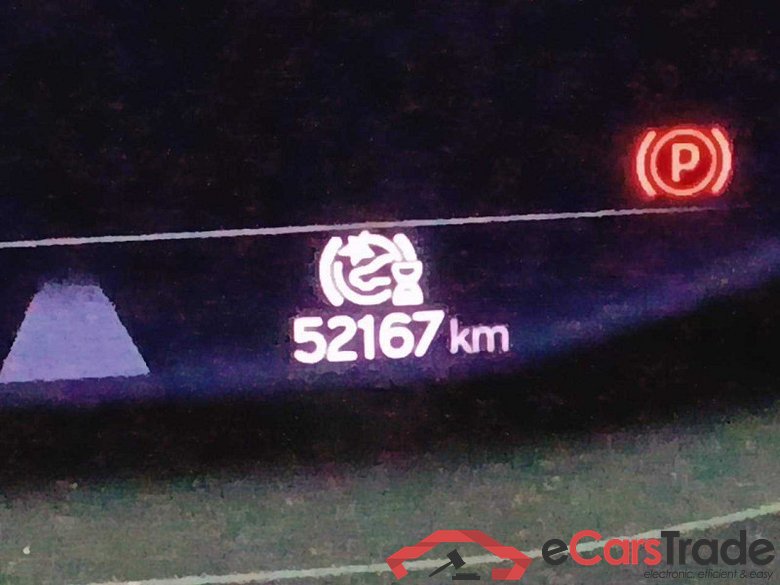 P
52167 km
eCarsTrade
electronic, efficient & easy